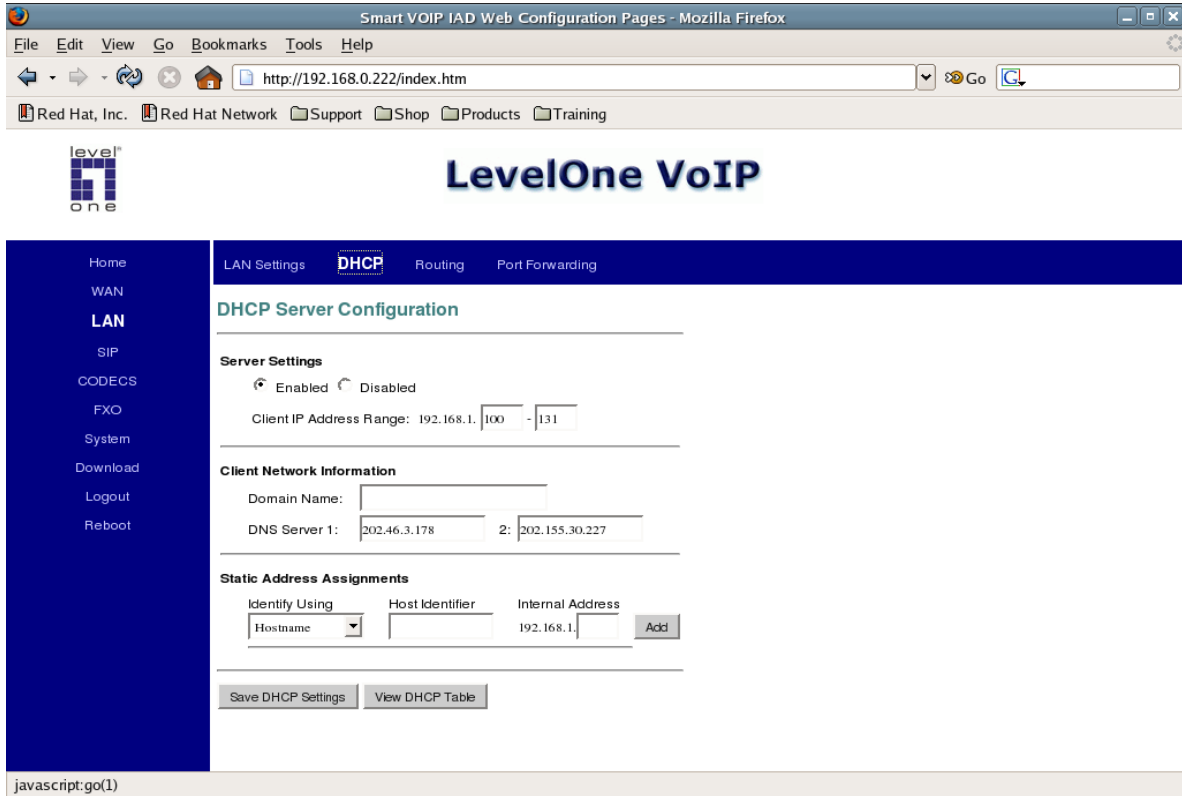 Smart VOIP IAD Web Configuration Pages - Mozilla Firefox
File Edit View Go Bookmarks Tools Help
http://192.168.0.222/index.htm Go G
Red Hat, Inc. Red Hat Network Support Shop Products Training
level®
one
LevelOne VoIP
Home
WAN
LAN
SIP
CODECS
FXO
System
Download
Logout
Reboot
LAN Settings DHCP Routing Port Forwarding
DHCP Server Configuration
Server Settings
Enabled Disabled
Client IP Address Range: 192.168.1. 100 - 131
Client Network Information
Domain Name:
DNS Server 1: 202.46.3.178 2: 202.155.30.227
Static Address Assignments
Identify Using Host Identifier Internal Address
Hostname 192.168.1. Add
Save DHCP Settings View DHCP Table
javascript:go(1)